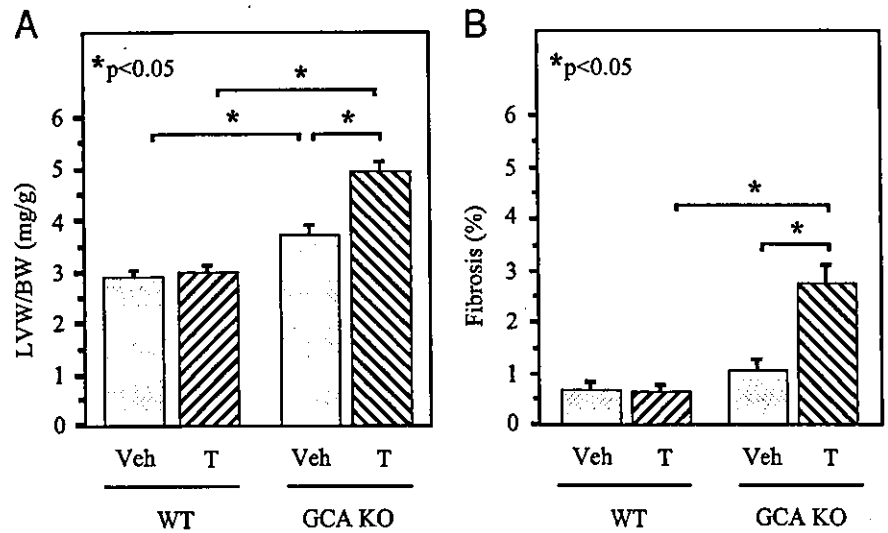 A
*p<0.05
*
*
*
6
5
4
3
2
1
0
LVW/BW (mg/g)
Veh T Veh T
WT GCA KO
B
*p<0.05
*
*
6
5
4
3
2
1
0
Fibrosis (%)
Veh T Veh T
WT GCA KO